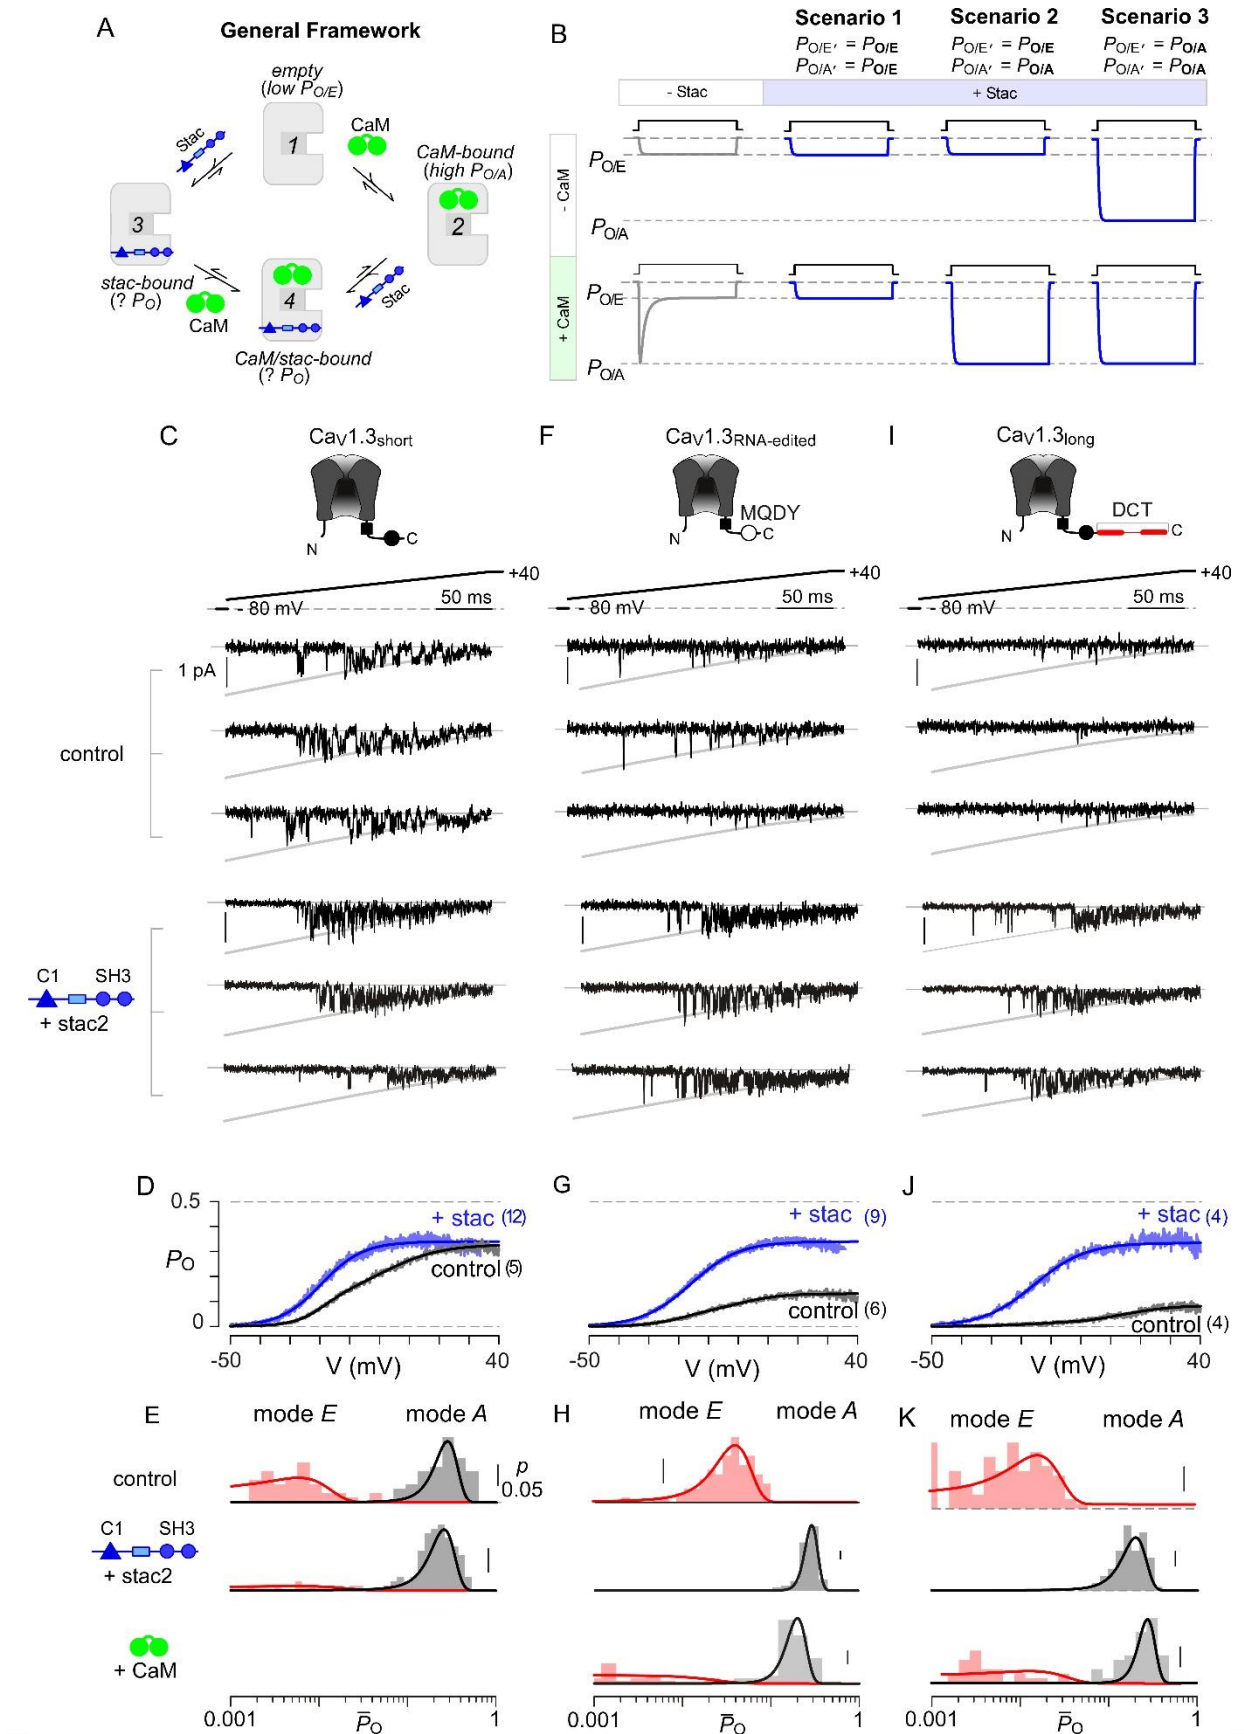 A
General Framework
empty
(low PO/E)
Stac
CaM
1
CaM-bound
(high PO/A)
3
2
stac-bound
(? PO)
CaM
4
Stac
CaM/stac-bound
(? PO)
B
Scenario 1 Scenario 2 Scenario 3
PO/E' = PO/E PO/E' = PO/E PO/E' = PO/A
PO/A' = PO/E PO/A' = PO/A PO/A' = PO/A
- Stac + Stac
- CaM
PO/E
PO/A
+ CaM
PO/E
PO/A
C CaV1.3short F CaV1.3RNA-edited I CaV1.3long
N C N MQDY C N DCT C
+40 +40 +40
- 80 mV 50 ms - 80 mV 50 ms - 80 mV 50 ms
1 pA
control
C1 SH3
+ stac2
D G J
0.5
+ stac (12) + stac (9) + stac (4)
PO
control (5) control (6) control (4)
0
-50 V (mV) 40 -50 V (mV) 40 -50 V (mV) 40
E mode E mode A H mode E mode A K mode E mode A
control
p
0.05
C1 SH3
+ stac2
+ CaM
0.001 P̅O 1 0.001 P̅O 1 0.001 P̅O 1